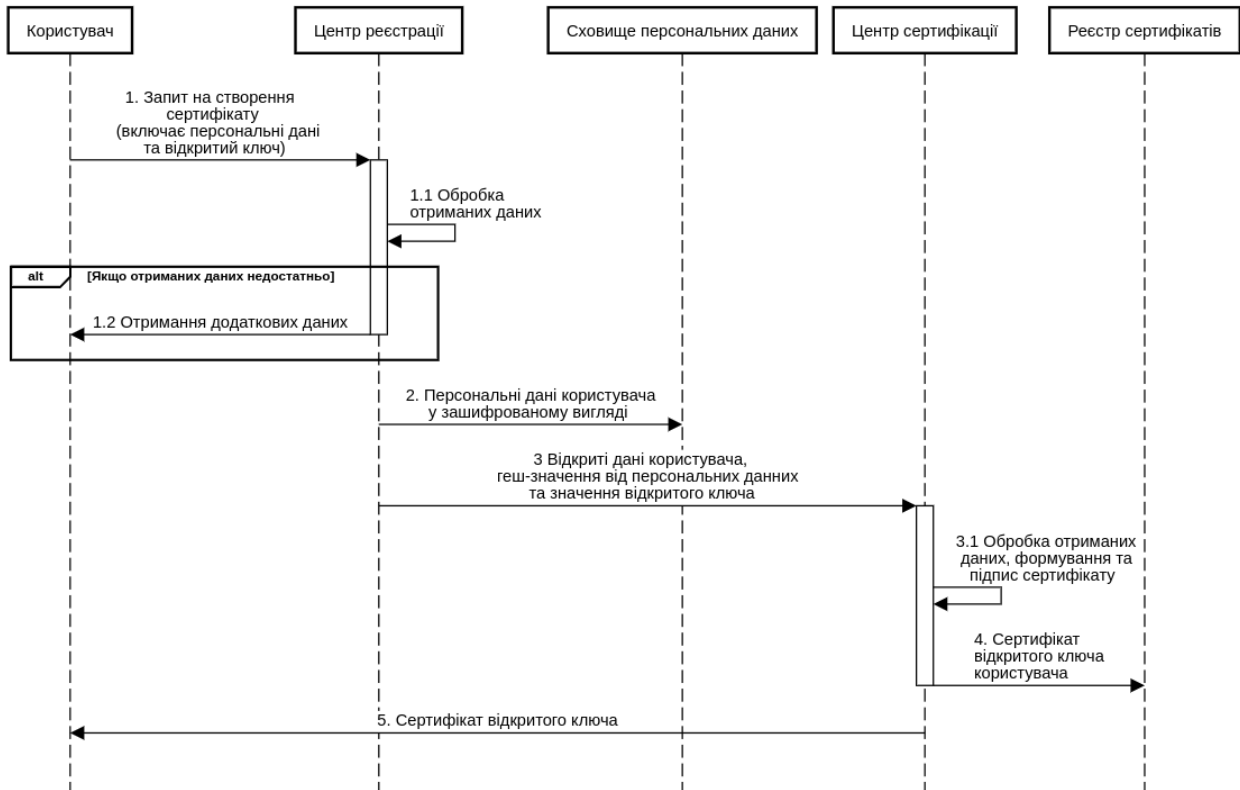 Користувач
Центр реєстрації
Сховище персональних даних
Центр сертифікації
Реєстр сертифікатів
1. Запит на створення
сертифікату
(включає персональні дані
та відкритий ключ)
1.1 Обробка
отриманих даних
alt
[Якщо отриманих даних недостатньо]
1.2 Отримання додаткових даних
2. Персональні дані користувача
у зашифрованому вигляді
3 Відкриті дані користувача,
геш-значення від персональних данних
та значення відкритого ключа
3.1 Обробка отриманих
даних, формування та
підпис сертифікату
4. Сертифікат
відкритого ключа
користувача
5. Сертифікат відкритого ключа